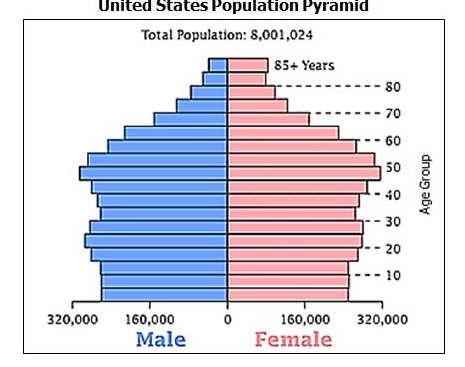 United States Population Pyramid
Total Population: 8,001,024
85+ Years
80
70
60
50
40
30
20
10
Age Group
320,000 160,000 0 160,000 320,000
Male Female